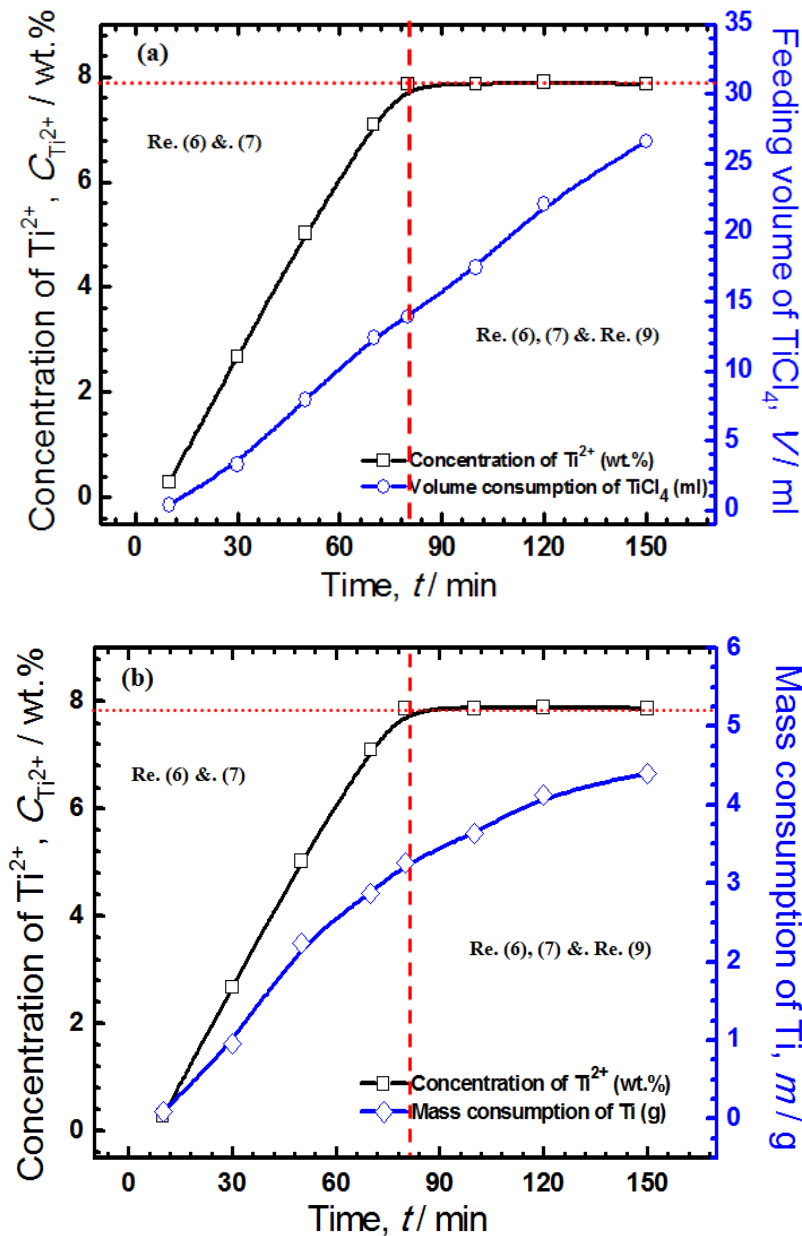 (a)
Re. (6) &. (7)
Re. (6), (7) &. Re. (9)
Concentration of Ti²⁺ (wt.%)
Volume consumption of TiCl₄ (ml)
Concentration of Ti²⁺, C_Ti²⁺ / wt.%
0
2
4
6
8
Feeding volume of TiCl₄, V / ml
0
5
10
15
20
25
30
35
0 30 60 90 120 150
Time, t / min
(b)
Re. (6) &. (7)
Re. (6), (7) &. Re. (9)
Concentration of Ti²⁺ (wt.%)
Mass consumption of Ti (g)
Concentration of Ti²⁺, C_Ti²⁺ / wt.%
0
2
4
6
8
Mass consumption of Ti, m / g
0
1
2
3
4
5
6
0 30 60 90 120 150
Time, t / min